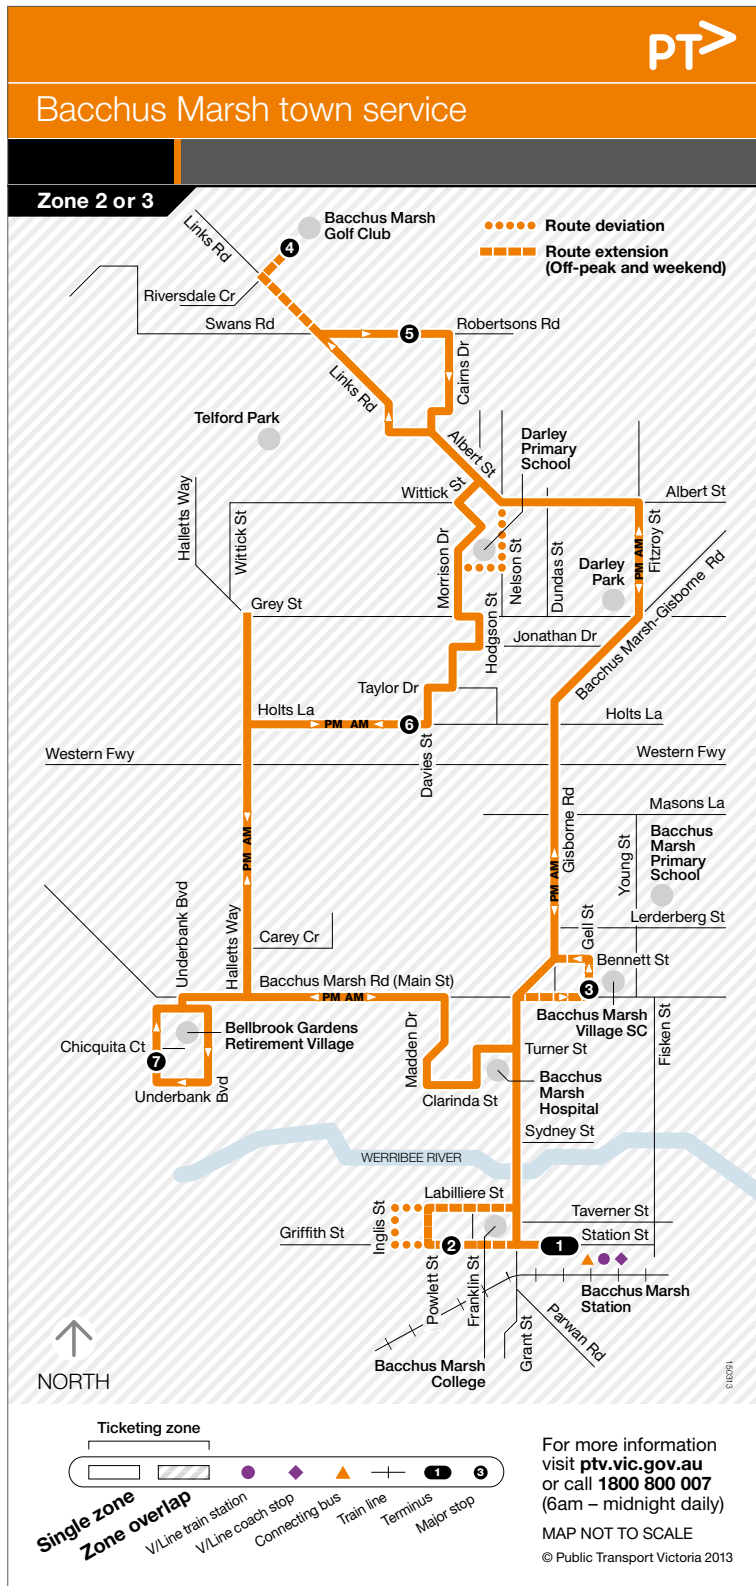 PT>
Bacchus Marsh town service
Zone 2 or 3
Links Rd
4
Bacchus Marsh
Golf Club
Route deviation
Route extension
(Off-peak and weekend)
Riversdale Cr
Swans Rd
5
Robertsons Rd
Links Rd
Cairns Dr
Telford Park
Albert St
Darley
Primary
School
Halletts Way
Wittick St
Wittick St
Albert St
Morrison Dr
Nelson St
Dundas St
Fitzroy St
PM AM
Darley
Park
Bacchus Marsh-Gisborne Rd
Grey St
Hodgson St
Jonathan Dr
Taylor Dr
Holts La
PM AM
6
Holts La
Davies St
Western Fwy
Western Fwy
Masons La
PM AM
Gisborne Rd
PM AM
Young St
Bacchus
Marsh
Primary
School
Underbank Bvd
Halletts Way
Gell St
Lerderberg St
Carey Cr
Bennett St
Bacchus Marsh Rd (Main St)
PM AM
3
Bacchus Marsh
Village SC
Fisken St
Bellbrook Gardens
Retirement Village
Chicquita Ct
7
Madden Dr
Turner St
Underbank
Bvd
Clarinda St
Bacchus
Marsh
Hospital
Sydney St
WERRIBEE RIVER
Labilliere St
Inglis St
Taverner St
Griffith St
2
1
Station St
Powlett St
Franklin St
Bacchus Marsh
Station
Grant St
Parwan Rd
Bacchus Marsh
College
NORTH
150313
Ticketing zone
Single zone
Zone overlap
V/Line train station
V/Line coach stop
Connecting bus
Train line
1
Terminus
3
Major stop
For more information
visit ptv.vic.gov.au
or call 1800 800 007
(6am – midnight daily)
MAP NOT TO SCALE
© Public Transport Victoria 2013